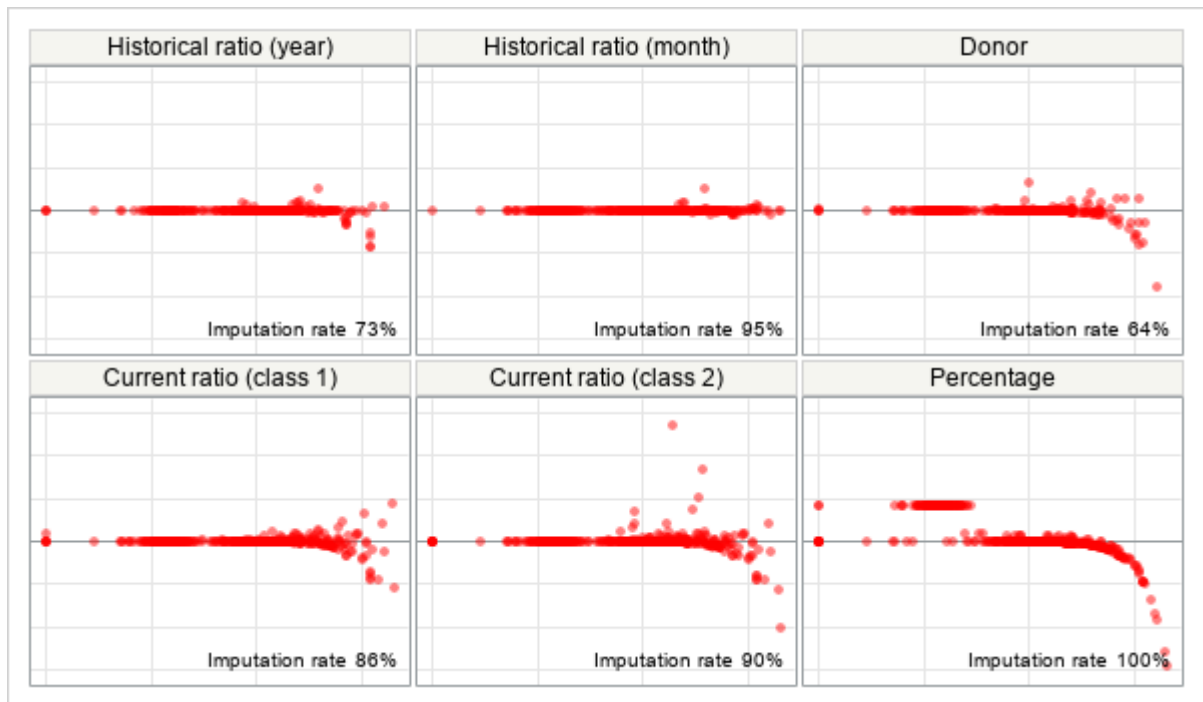 Historical ratio (year)
Historical ratio (month)
Donor
Imputation rate 73%
Imputation rate 95%
Imputation rate 64%
Current ratio (class 1)
Current ratio (class 2)
Percentage
Imputation rate 86%
Imputation rate 90%
Imputation rate 100%